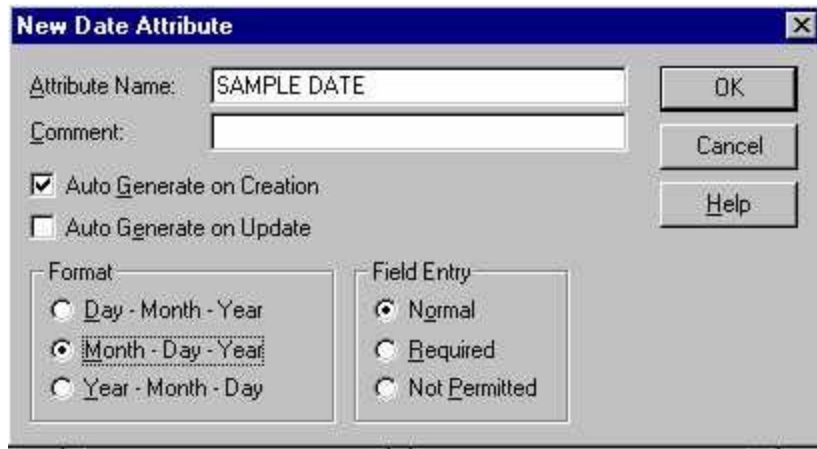 New Date Attribute
Attribute Name: SAMPLE DATE
OK
Comment:
Cancel
Auto Generate on Creation
Help
Auto Generate on Update
Format
Day - Month - Year
Month - Day - Year
Year - Month - Day
Field Entry
Normal
Required
Not Permitted